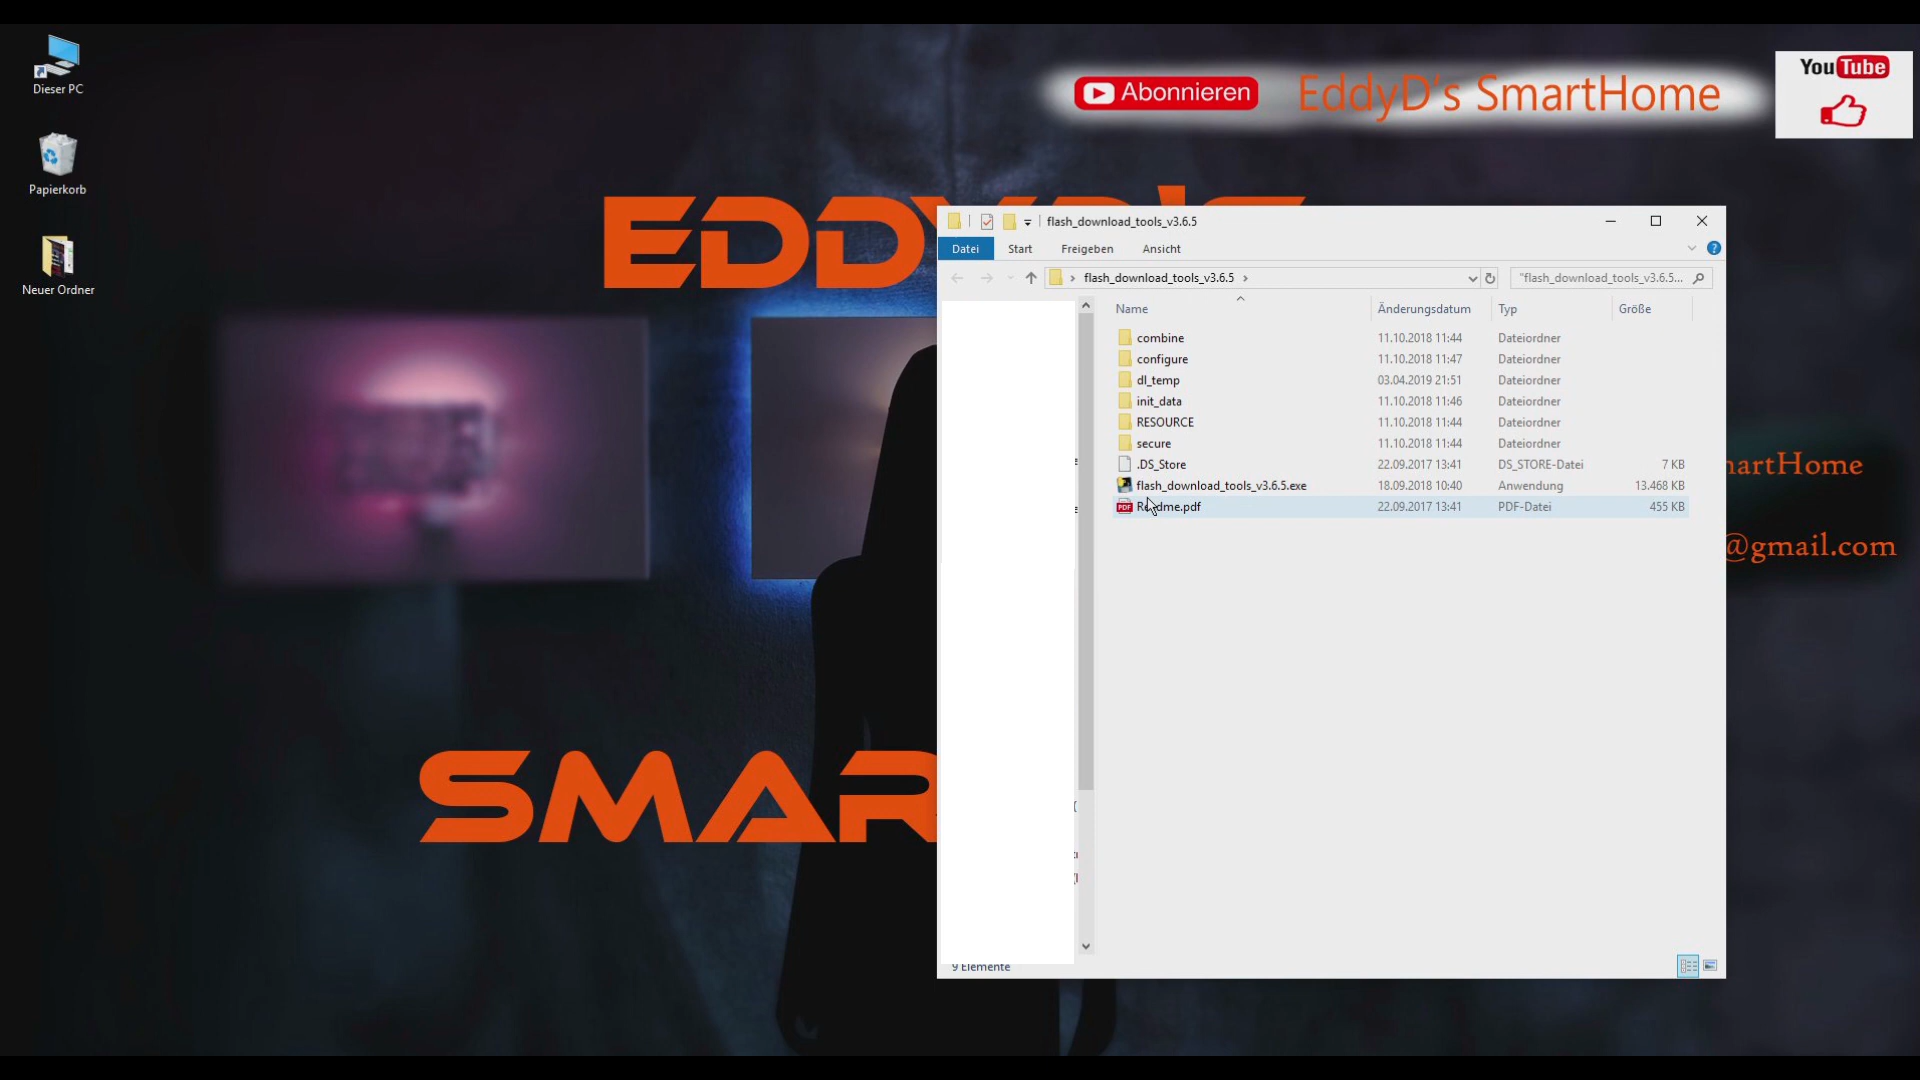 Dieser PC
Papierkorb
Neuer Ordner
Abonnieren
EddyD's SmartHome
YouTube
EDDY
SMAR
artHome
@gmail.com
flash_download_tools_v3.6.5
Datei Start Freigeben Ansicht
flash_download_tools_v3.6.5
"flash_download_tools_v3.6.5...
Name Änderungsdatum Typ Größe
combine 11.10.2018 11:44 Dateiordner
configure 11.10.2018 11:47 Dateiordner
dl_temp 03.04.2019 21:51 Dateiordner
init_data 11.10.2018 11:46 Dateiordner
RESOURCE 11.10.2018 11:44 Dateiordner
secure 11.10.2018 11:44 Dateiordner
.DS_Store 22.09.2017 13:41 DS_STORE-Datei 7 KB
flash_download_tools_v3.6.5.exe 18.09.2018 10:40 Anwendung 13.468 KB
PDF Readme.pdf 22.09.2017 13:41 PDF-Datei 455 KB
9 Elemente